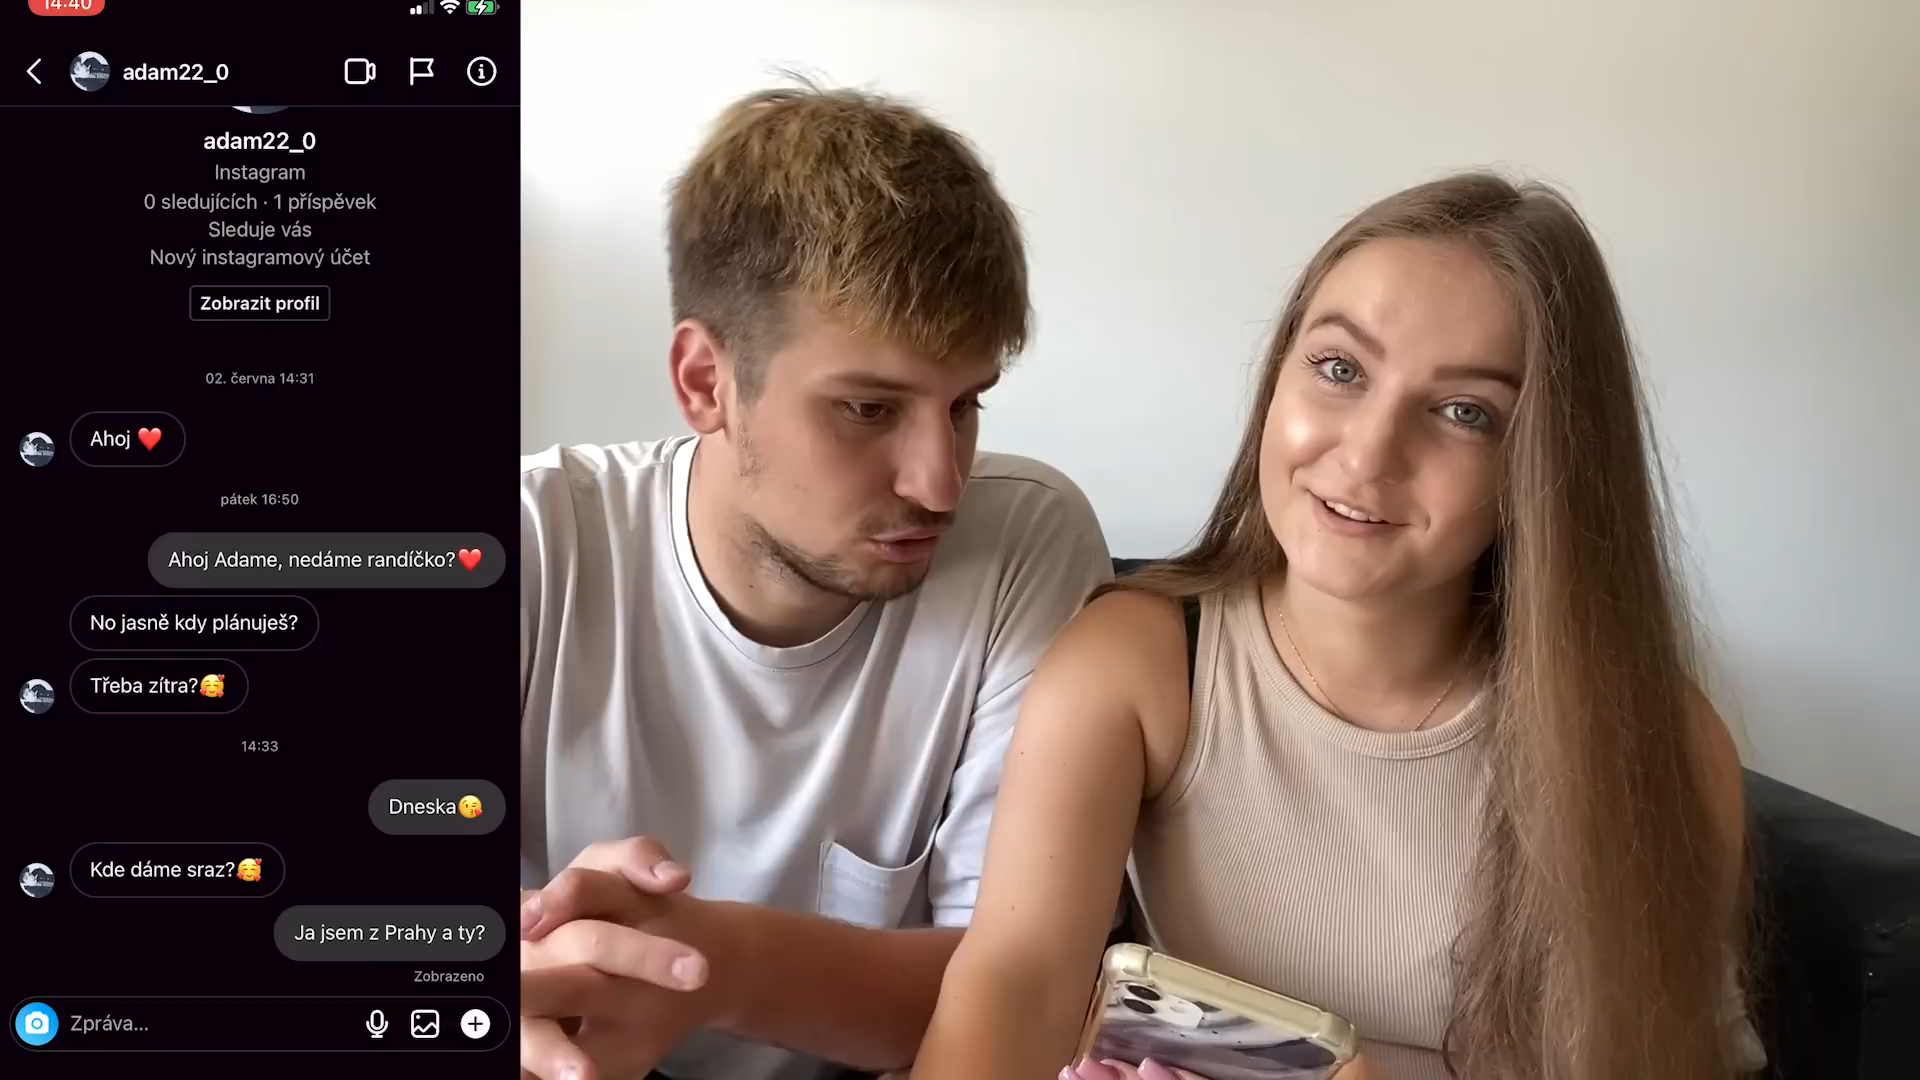 14:40
adam22_0
adam22_0
Instagram
0 sledujících · 1 příspěvek
Sleduje vás
Nový instagramový účet
Zobrazit profil
02. června 14:31
Ahoj ❤️
pátek 16:50
Ahoj Adame, nedáme randíčko?❤️
No jasně kdy plánuješ?
Třeba zítra?🥰
14:33
Dneska😘
Kde dáme sraz?🥰
Ja jsem z Prahy a ty?
Zobrazeno
Zpráva...